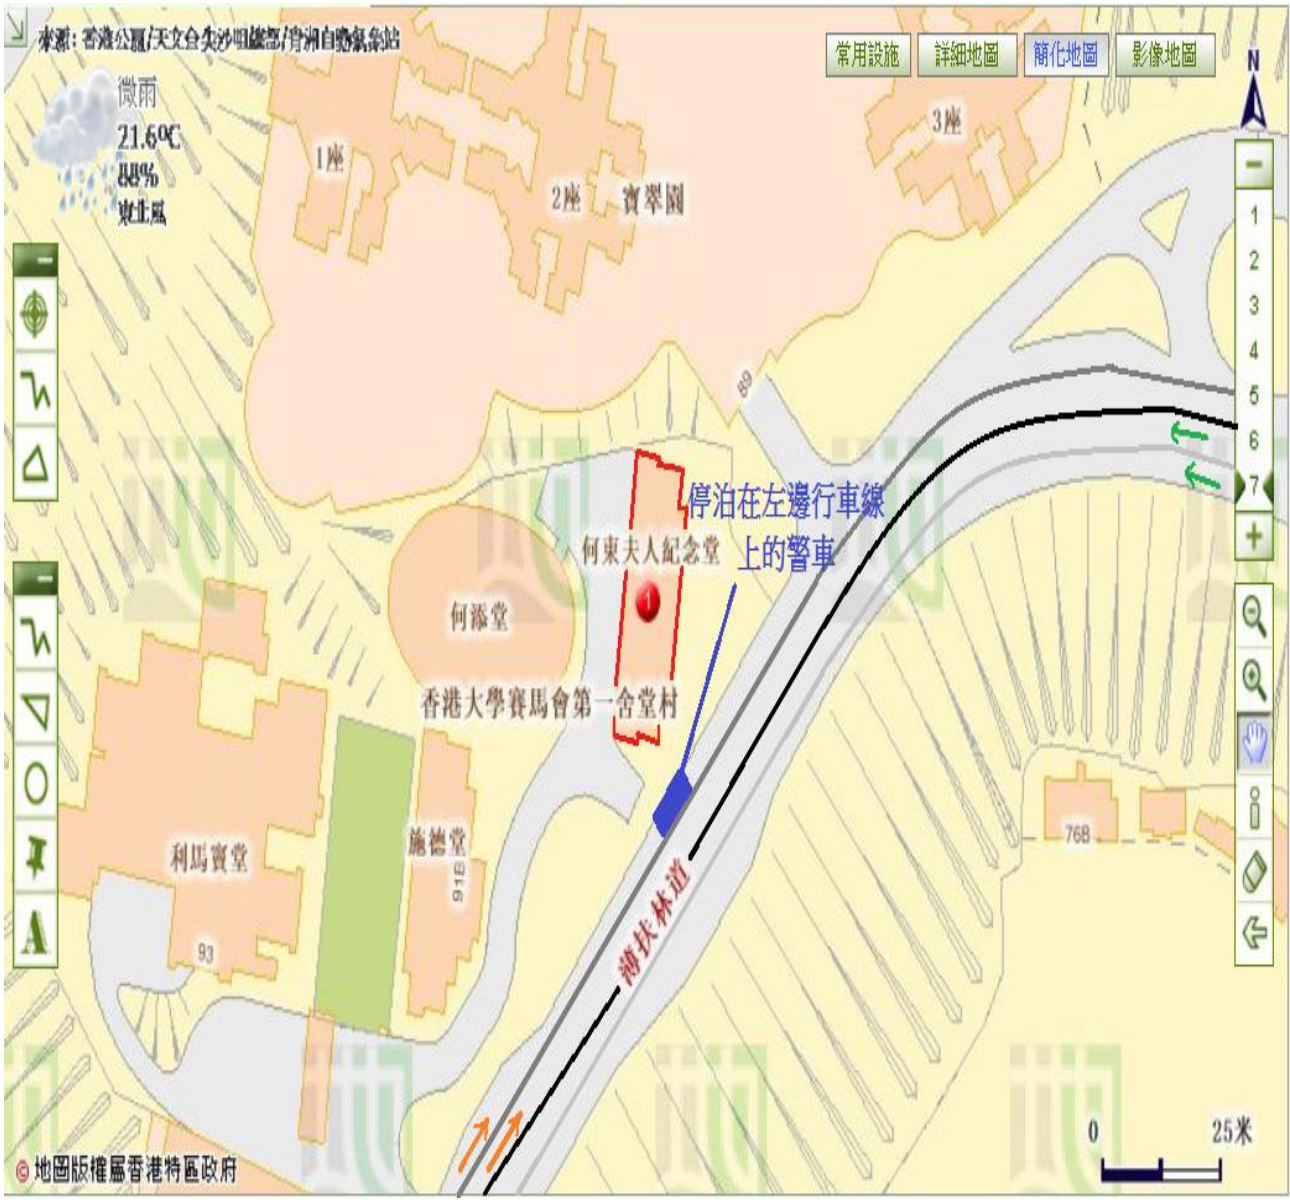 來源: 香港公園/天文台尖沙咀總部/青洲自動氣象站
常用設施
詳細地圖
簡化地圖
影像地圖
N
微雨
21.6ºC
88%
東北風
1座
2座
寶翠園
3座
1
2
3
4
5
6
7
89
停泊在左邊行車線
上的警車
何東夫人紀念堂
1
何添堂
香港大學賽馬會第一舍堂村
利馬竇堂
施德堂
91B
93
76B
薄扶林道
A
0
25米
© 地圖版權屬香港特區政府